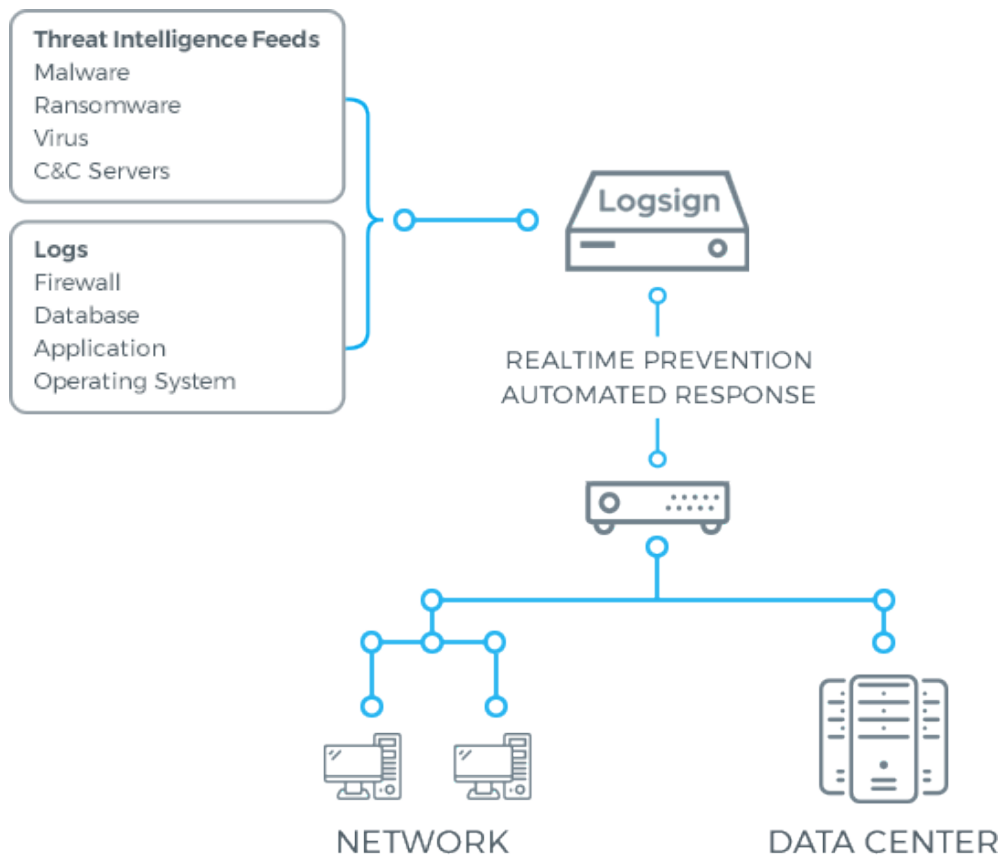 Threat Intelligence Feeds
Malware
Ransomware
Virus
C&C Servers
Logs
Firewall
Database
Application
Operating System
Logsign
REALTIME PREVENTION
AUTOMATED RESPONSE
NETWORK
DATA CENTER